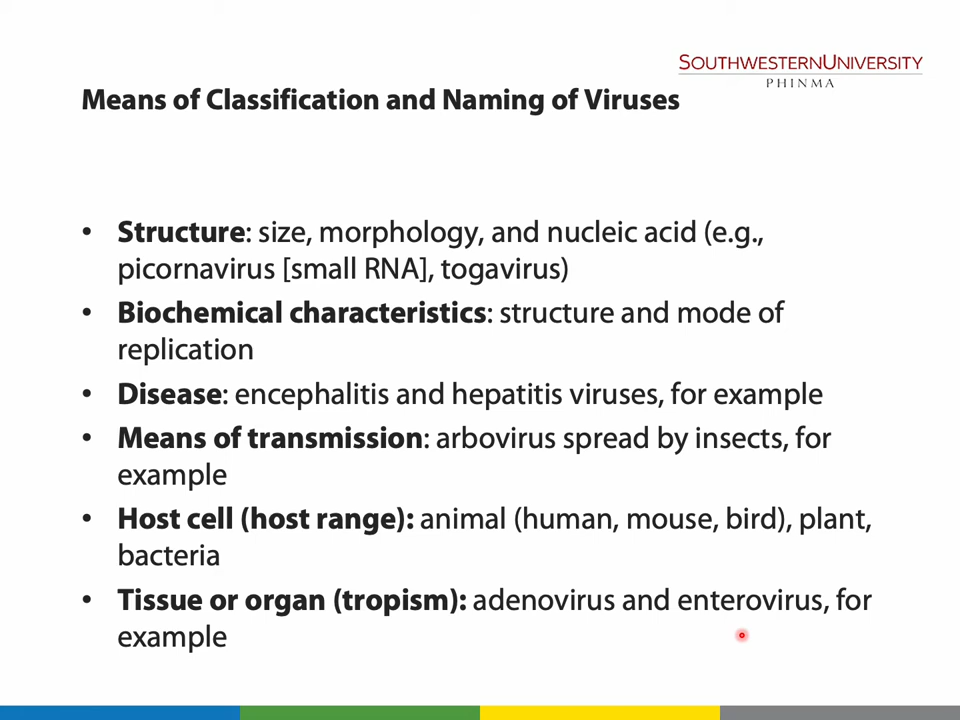 SOUTHWESTERNUNIVERSITY
PHINMA
Means of Classification and Naming of Viruses
• Structure: size, morphology, and nucleic acid (e.g.,
picornavirus [small RNA], togavirus)
• Biochemical characteristics: structure and mode of
replication
• Disease: encephalitis and hepatitis viruses, for example
• Means of transmission: arbovirus spread by insects, for
example
• Host cell (host range): animal (human, mouse, bird), plant,
bacteria
• Tissue or organ (tropism): adenovirus and enterovirus, for
example